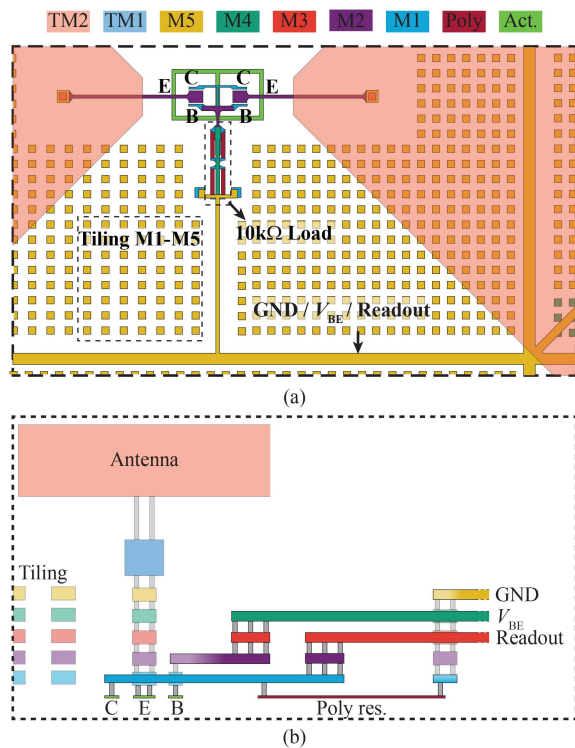 TM2 TM1 M5 M4 M3 M2 M1 Poly Act.
C C
E E
B B
10kΩ Load
Tiling M1-M5
GND / VBE / Readout
(a)
Antenna
Tiling
GND
VBE
Readout
C E B Poly res.
(b)